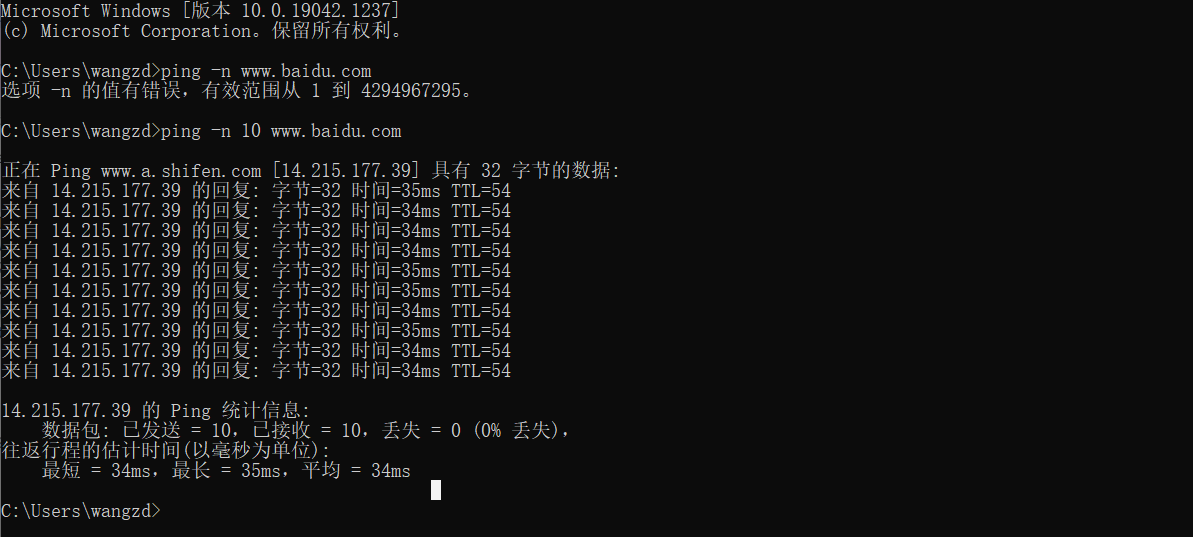 Microsoft Windows [版本 10.0.19042.1237]
(c) Microsoft Corporation。保留所有权利。
C:\Users\wangzd>ping -n www.baidu.com
选项 -n 的值有错误，有效范围从 1 到 4294967295。
C:\Users\wangzd>ping -n 10 www.baidu.com
正在 Ping www.a.shifen.com [14.215.177.39] 具有 32 字节的数据:
来自 14.215.177.39 的回复: 字节=32 时间=35ms TTL=54
来自 14.215.177.39 的回复: 字节=32 时间=34ms TTL=54
来自 14.215.177.39 的回复: 字节=32 时间=34ms TTL=54
来自 14.215.177.39 的回复: 字节=32 时间=34ms TTL=54
来自 14.215.177.39 的回复: 字节=32 时间=35ms TTL=54
来自 14.215.177.39 的回复: 字节=32 时间=35ms TTL=54
来自 14.215.177.39 的回复: 字节=32 时间=34ms TTL=54
来自 14.215.177.39 的回复: 字节=32 时间=35ms TTL=54
来自 14.215.177.39 的回复: 字节=32 时间=34ms TTL=54
来自 14.215.177.39 的回复: 字节=32 时间=34ms TTL=54
14.215.177.39 的 Ping 统计信息:
数据包: 已发送 = 10，已接收 = 10，丢失 = 0 (0% 丢失)，
往返行程的估计时间(以毫秒为单位):
最短 = 34ms，最长 = 35ms，平均 = 34ms
C:\Users\wangzd>